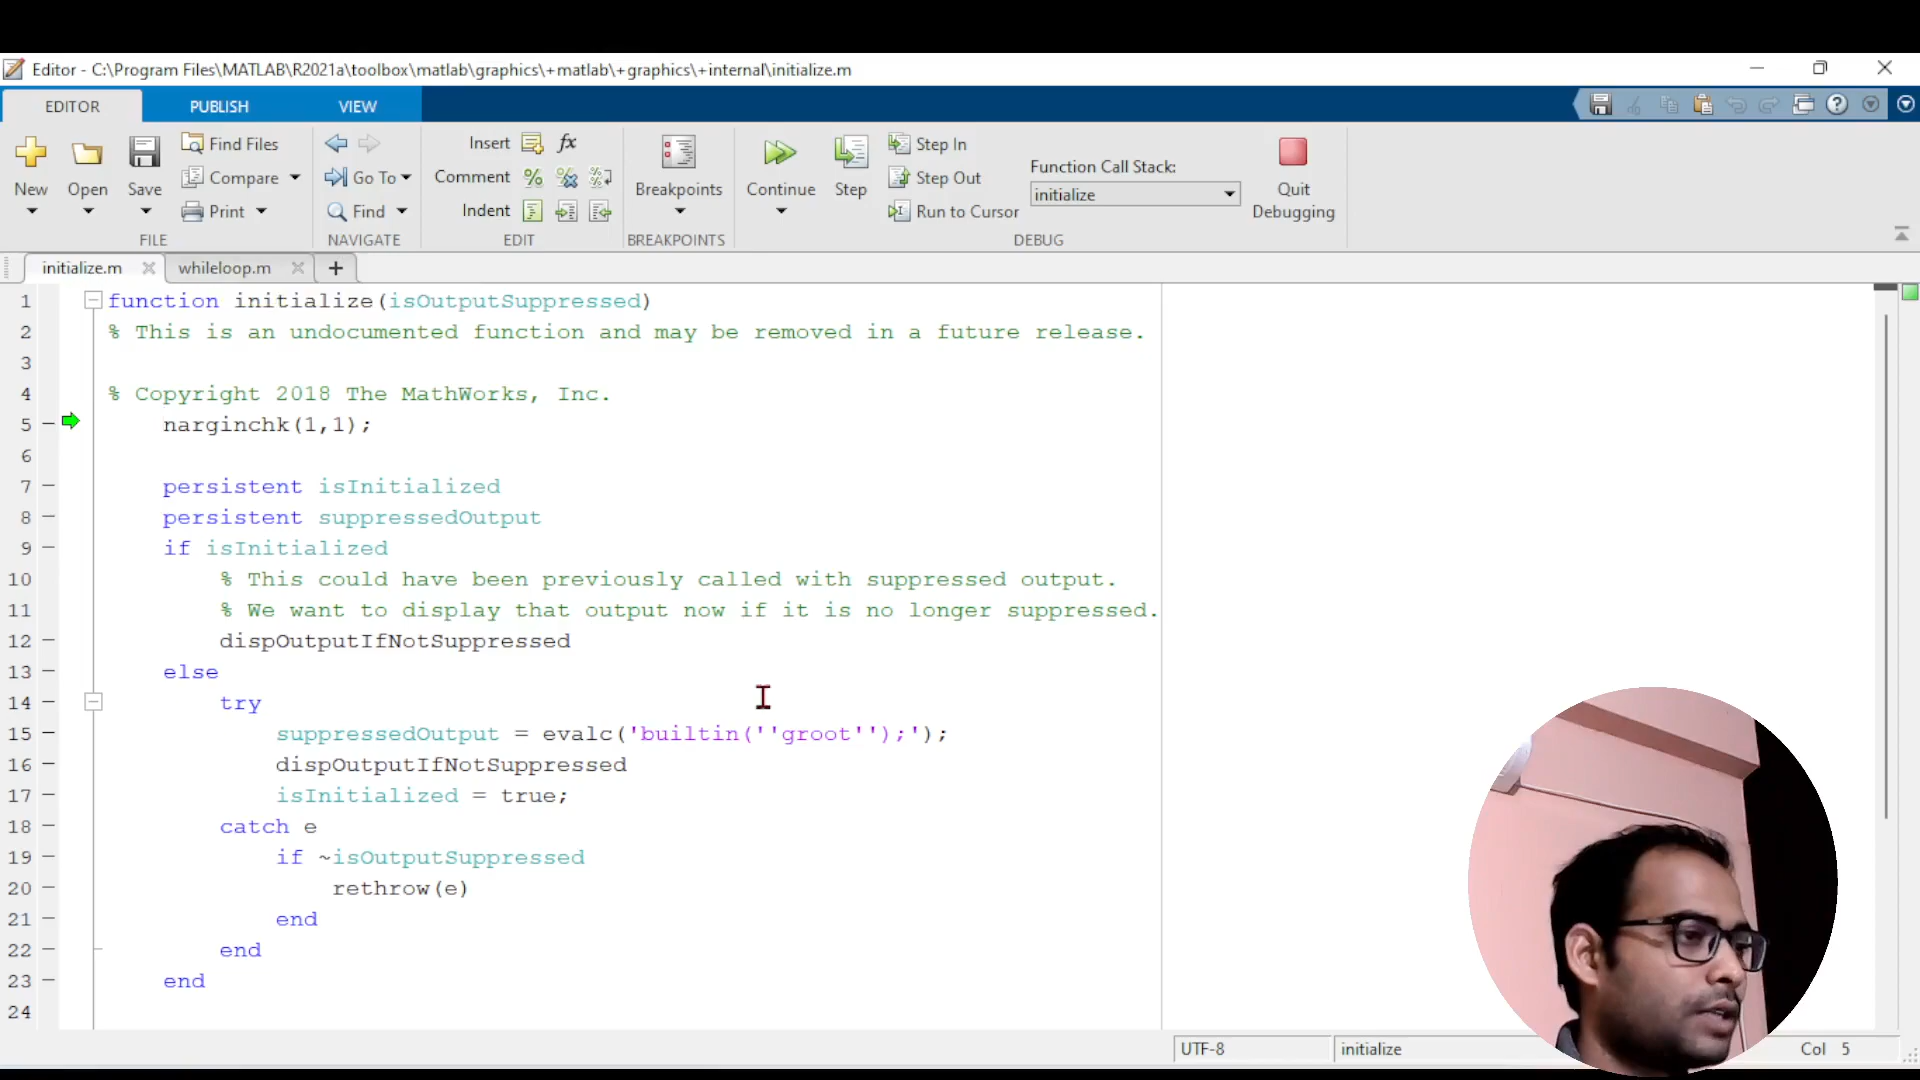 Editor - C:\Program Files\MATLAB\R2021a\toolbox\matlab\graphics\+matlab\+graphics\+internal\initialize.m
EDITOR PUBLISH VIEW
New Open Save Find Files Compare Print FILE
Go To Find NAVIGATE
Insert fx Comment Indent EDIT
Breakpoints BREAKPOINTS
Continue Step Step In Step Out Run to Cursor
Function Call Stack:
initialize
Quit Debugging
DEBUG
initialize.m whileloop.m
1 function initialize(isOutputSuppressed)
2 % This is an undocumented function and may be removed in a future release.
3
4 % Copyright 2018 The MathWorks, Inc.
5 narginchk(1,1);
6
7 persistent isInitialized
8 persistent suppressedOutput
9 if isInitialized
10 % This could have been previously called with suppressed output.
11 % We want to display that output now if it is no longer suppressed.
12 dispOutputIfNotSuppressed
13 else
14 try
15 suppressedOutput = evalc('builtin(''groot'');');
16 dispOutputIfNotSuppressed
17 isInitialized = true;
18 catch e
19 if ~isOutputSuppressed
20 rethrow(e)
21 end
22 end
23 end
24
UTF-8 initialize Col 5